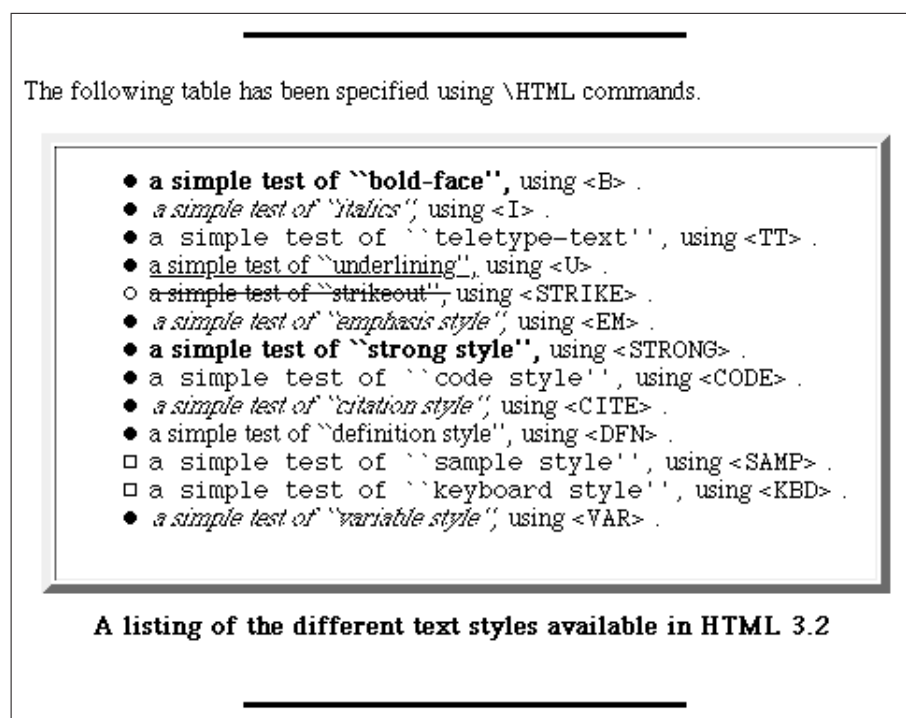 The following table has been specified using \HTML commands.
● a simple test of ``bold-face'', using <B> .
● a simple test of ``italics'', using <I> .
● a simple test of ``teletype-text'', using <TT> .
● a simple test of ``underlining'', using <U> .
○ a simple test of ``strikeout'', using <STRIKE> .
● a simple test of ``emphasis style'', using <EM> .
● a simple test of ``strong style'', using <STRONG> .
● a simple test of ``code style'', using <CODE> .
● a simple test of ``citation style'', using <CITE> .
● a simple test of ``definition style'', using <DFN> .
□ a simple test of ``sample style'', using <SAMP> .
□ a simple test of ``keyboard style'', using <KBD> .
● a simple test of ``variable style'', using <VAR> .
A listing of the different text styles available in HTML 3.2